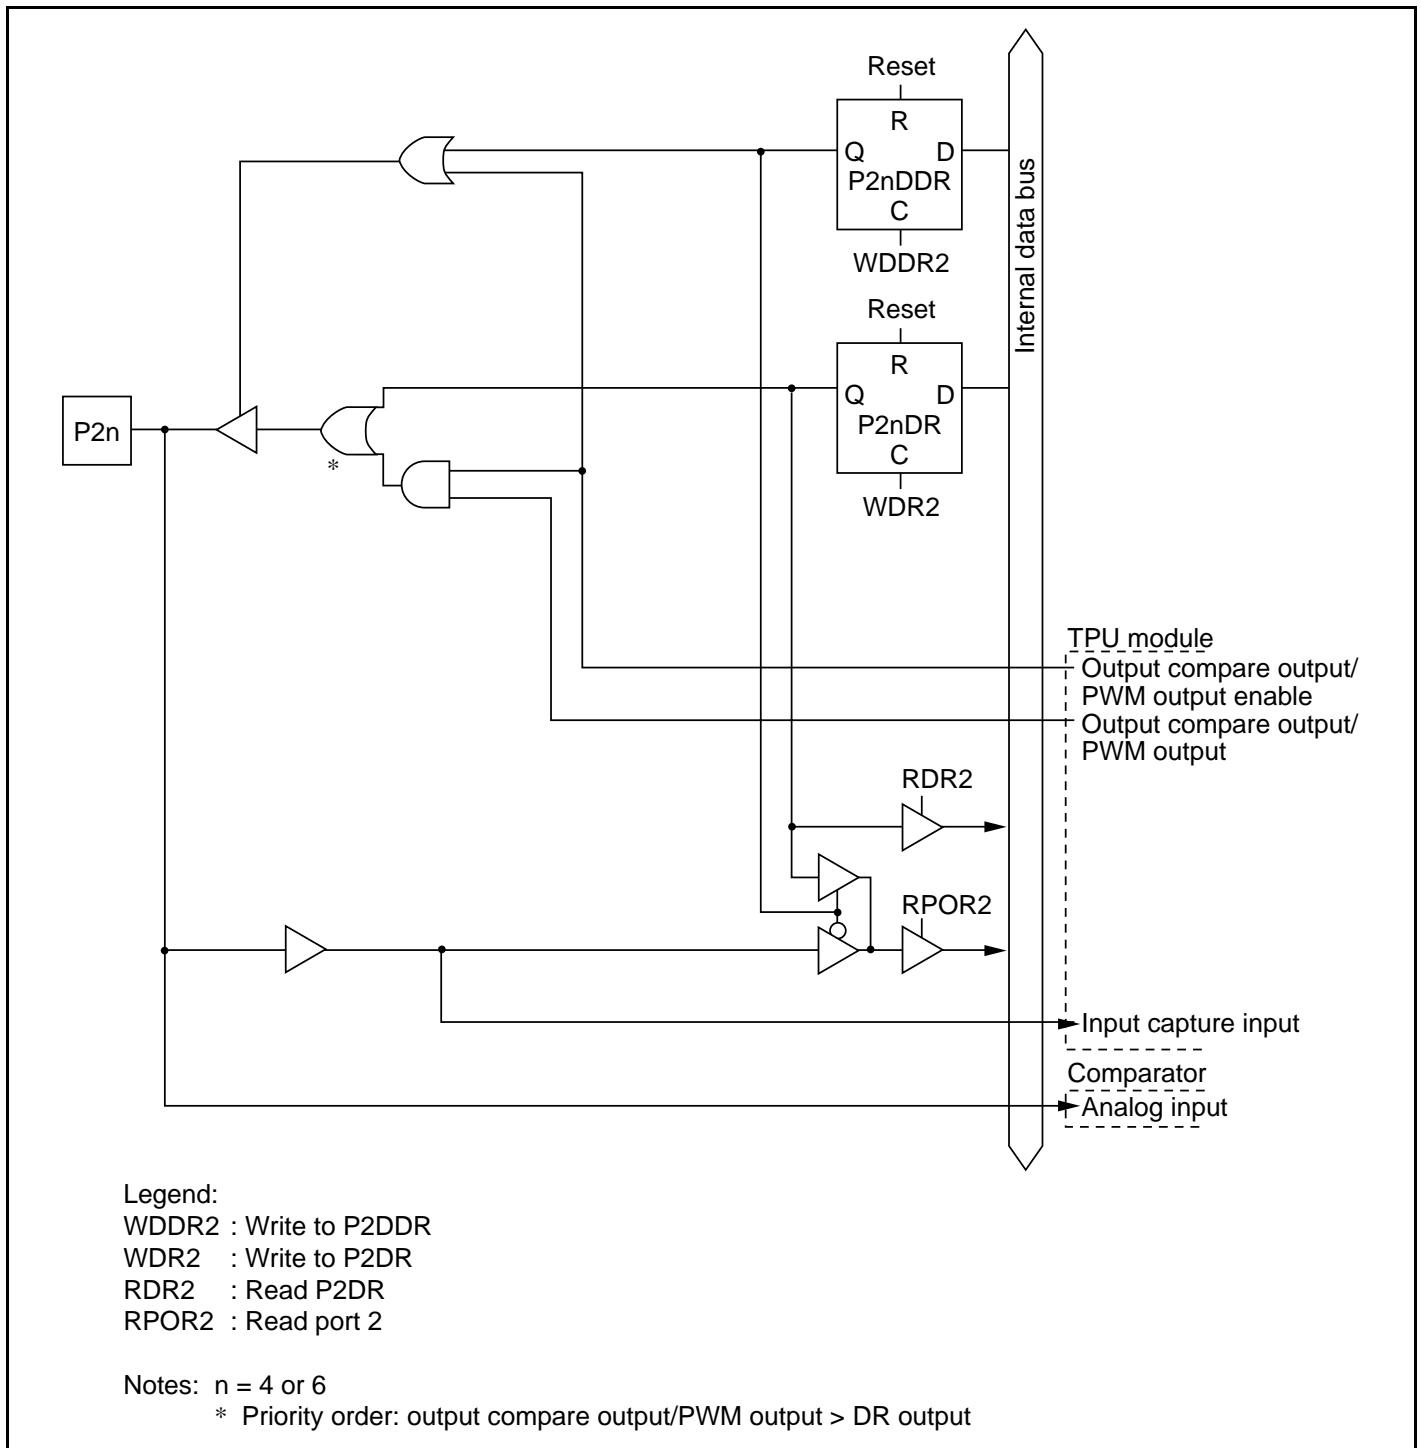 Reset
R
Q D
P2nDDR
C
WDDR2
Internal data bus
Reset
R
Q D
P2nDR
C
WDR2
P2n
*
TPU module
Output compare output/
PWM output enable
Output compare output/
PWM output
RDR2
RPOR2
Input capture input
Comparator
Analog input
Legend:
WDDR2 : Write to P2DDR
WDR2 : Write to P2DR
RDR2 : Read P2DR
RPOR2 : Read port 2
Notes: n = 4 or 6
* Priority order: output compare output/PWM output > DR output